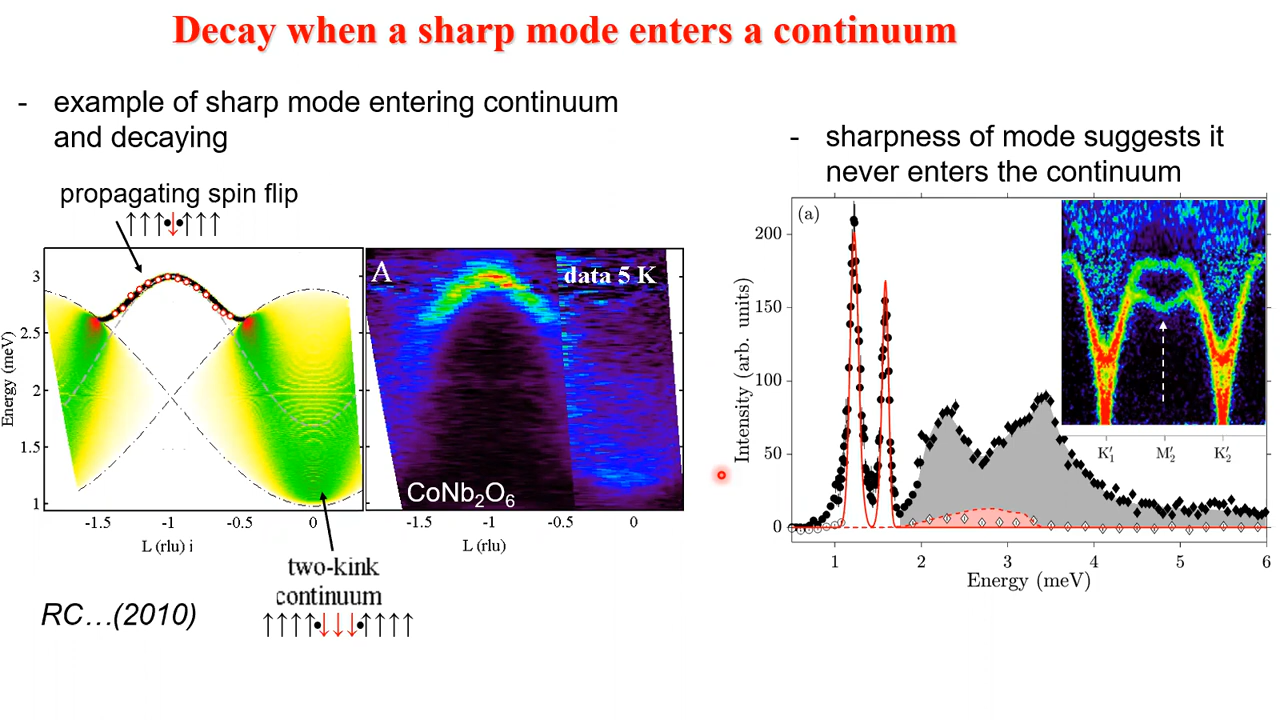 Decay when a sharp mode enters a continuum
- example of sharp mode entering continuum
and decaying
propagating spin flip
↑↑↑•↓•↑↑↑
3
2.5
2
1.5
1
Energy (meV)
-1.5 -1 -0.5 0
L (rlu) i
A
data 5 K
CoNb₂O₆
-1.5 -1 -0.5 0
L (rlu)
two-kink
continuum
↑↑↑↑•↓↓↓•↑↑↑↑
RC…(2010)
- sharpness of mode suggests it
never enters the continuum
(a)
200
150
100
50
0
Intensity (arb. units)
K′₁ M′₂ K′₂
1 2 3 4 5 6
Energy (meV)